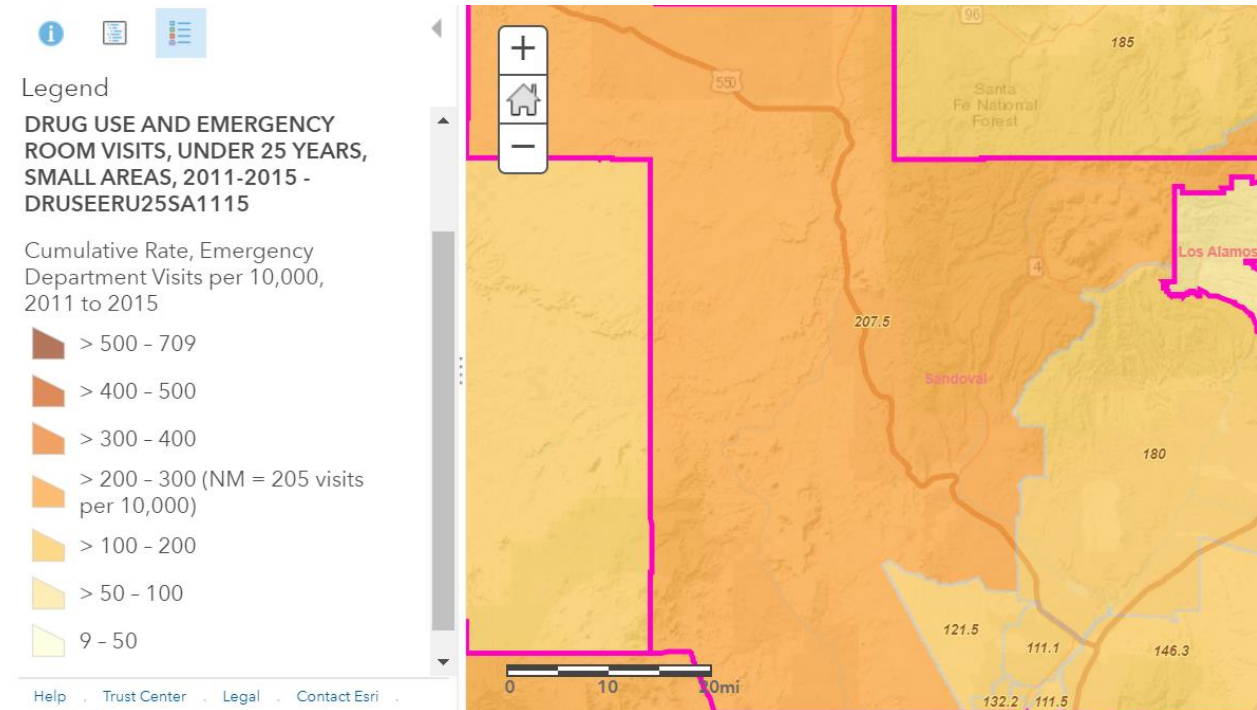 Legend
DRUG USE AND EMERGENCY
ROOM VISITS, UNDER 25 YEARS,
SMALL AREAS, 2011-2015 -
DRUSEERU25SA1115
Cumulative Rate, Emergency
Department Visits per 10,000,
2011 to 2015
> 500 - 709
> 400 - 500
> 300 - 400
> 200 - 300 (NM = 205 visits
per 10,000)
> 100 - 200
> 50 - 100
9 - 50
Help . Trust Center . Legal . Contact Esri .
+
−
96
185
550
Santa
Fe National
Forest
Los Alamos
4
207.5
Sandoval
180
121.5
111.1
146.3
132.2
111.5
0 10 20mi